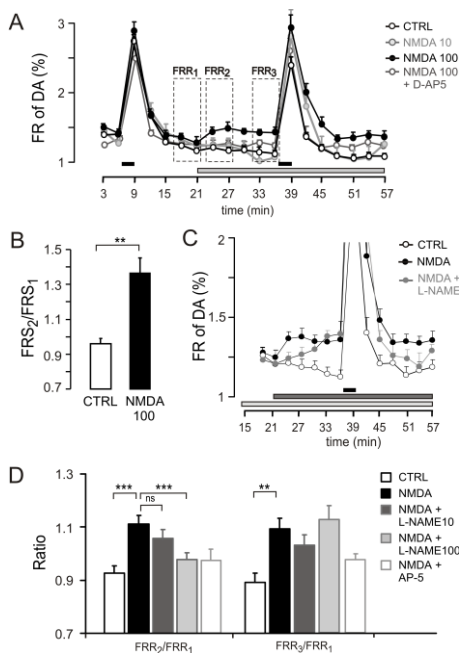 A
FR of DA (%)
3
2
1
FRR1 FRR2 FRR3
CTRL
NMDA 10
NMDA 100
NMDA 100
+ D-AP5
3 9 15 21 27 33 39 45 51 57
time (min)
B
FRS2/FRS1
1.5
1.3
1.1
0.9
0.7
**
CTRL NMDA
100
C
FR of DA (%)
2
1
CTRL
NMDA
NMDA +
L-NAME
15 21 27 33 39 45 51 57
time (min)
D
Ratio
1.3
1.1
0.9
0.7
*** *** **
ns
CTRL
NMDA
NMDA +
L-NAME10
NMDA +
L-NAME100
NMDA +
AP-5
FRR2/FRR1 FRR3/FRR1